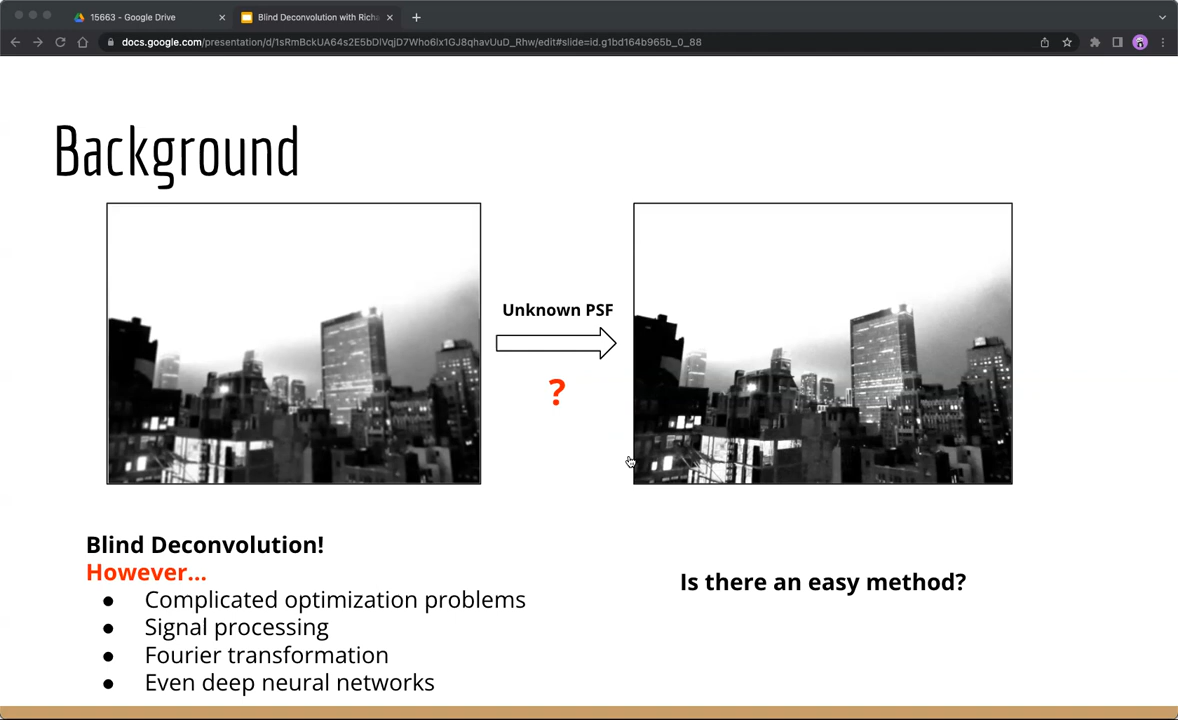 15663 - Google Drive
Blind Deconvolution with Richa
docs.google.com/presentation/d/1sRmBckUA64s2E5bDlVqjD7Who6lx1GJ8qhavUuD_Rhw/edit#slide=id.g1bd164b965b_0_88
Background
Unknown PSF
?
Blind Deconvolution!
However...
● Complicated optimization problems
● Signal processing
● Fourier transformation
● Even deep neural networks
Is there an easy method?